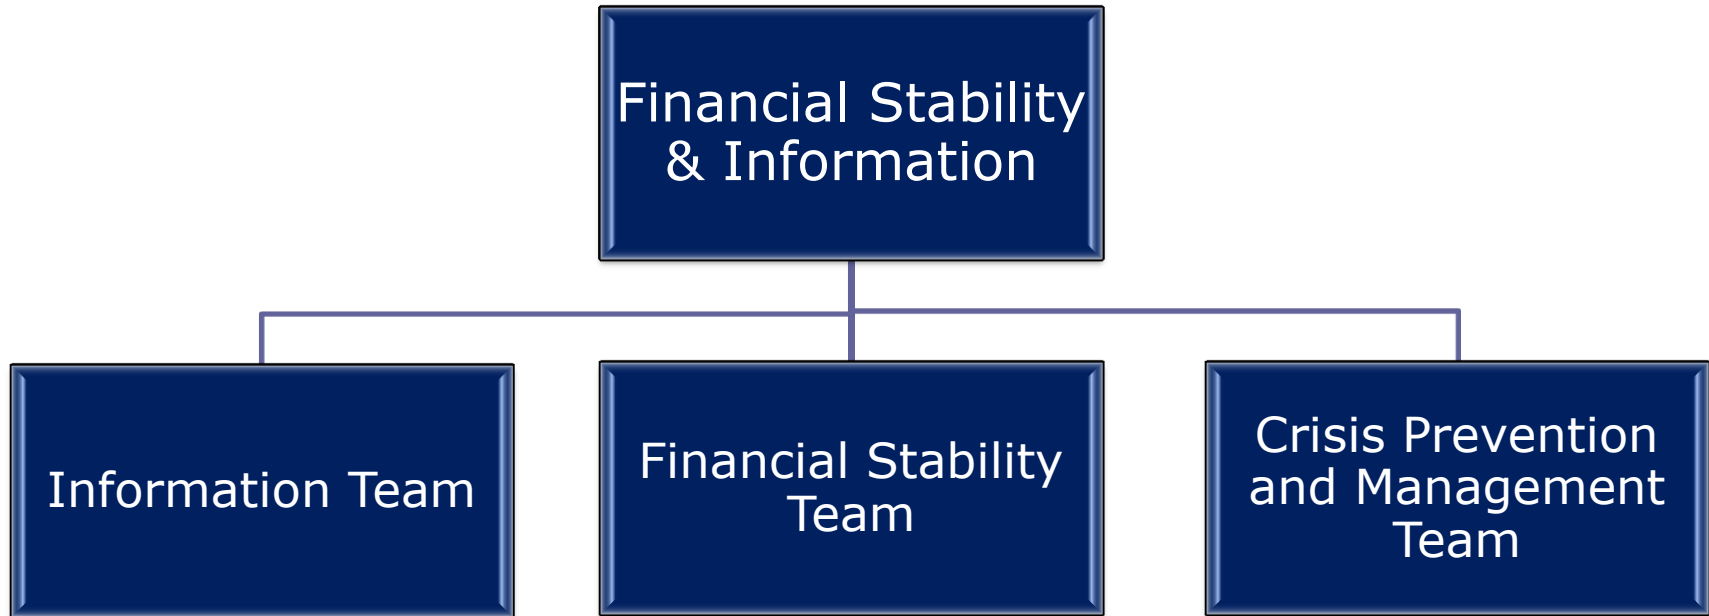 Financial Stability
& Information
Information Team
Financial Stability
Team
Crisis Prevention
and Management
Team